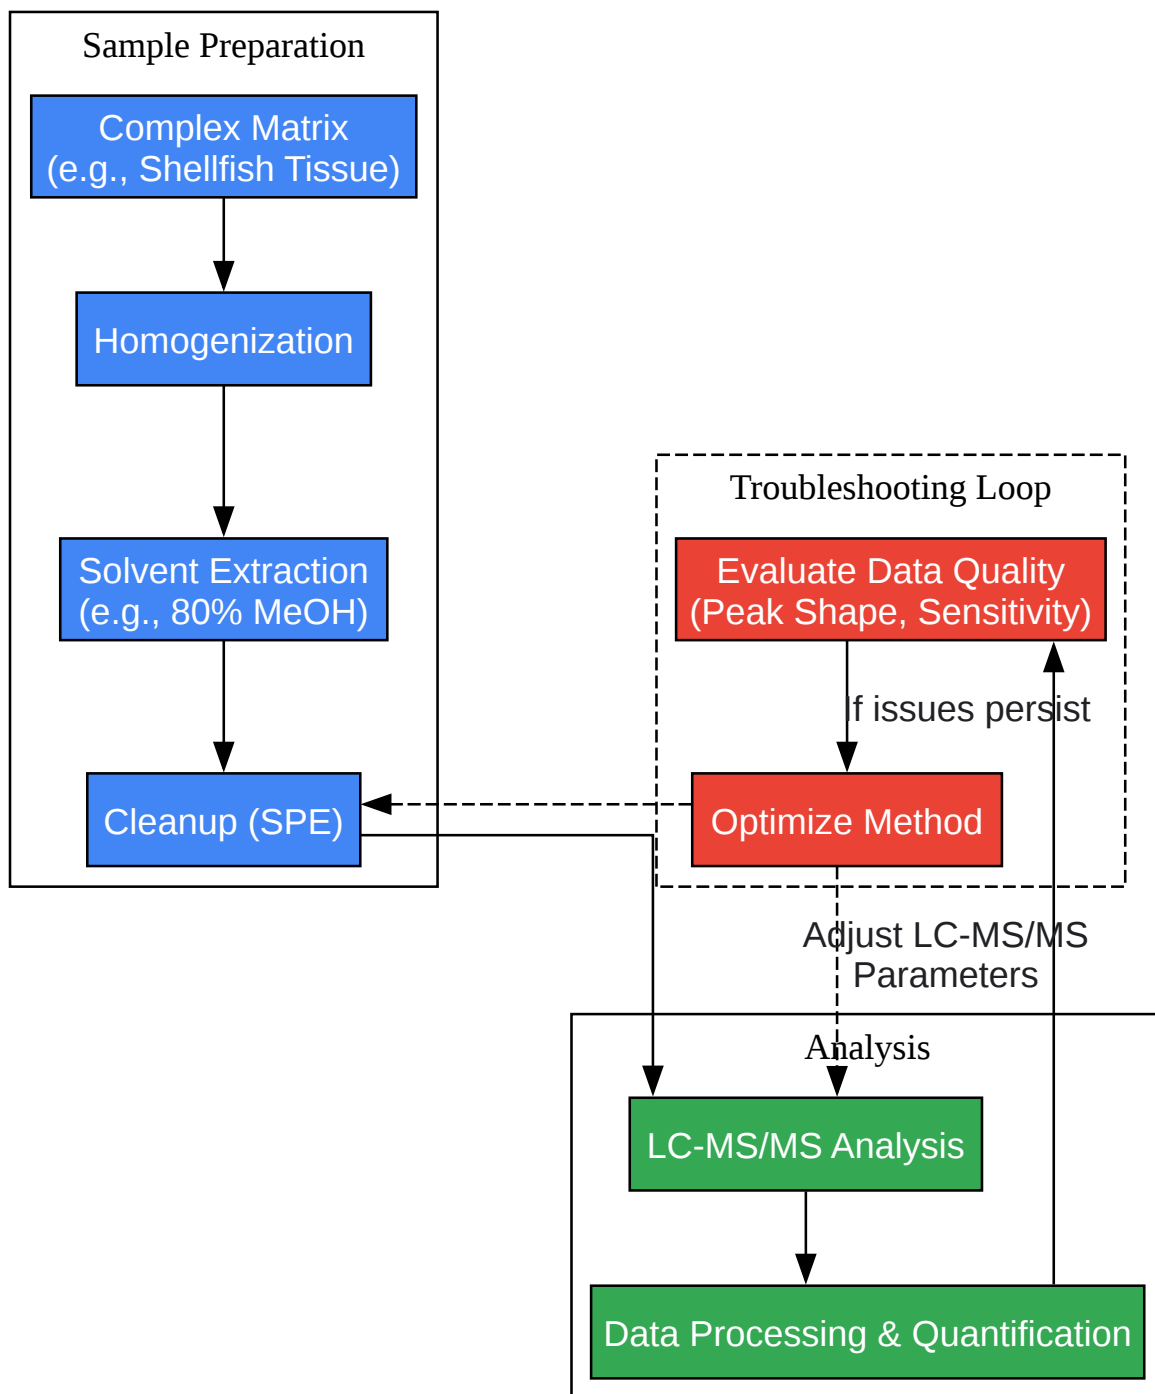 Sample Preparation
Complex Matrix
(e.g., Shellfish Tissue)
Homogenization
Solvent Extraction
(e.g., 80% MeOH)
Cleanup (SPE)
Troubleshooting Loop
Evaluate Data Quality
(Peak Shape, Sensitivity)
If issues persist
Optimize Method
Adjust LC-MS/MS
Parameters
Analysis
LC-MS/MS Analysis
Data Processing & Quantification